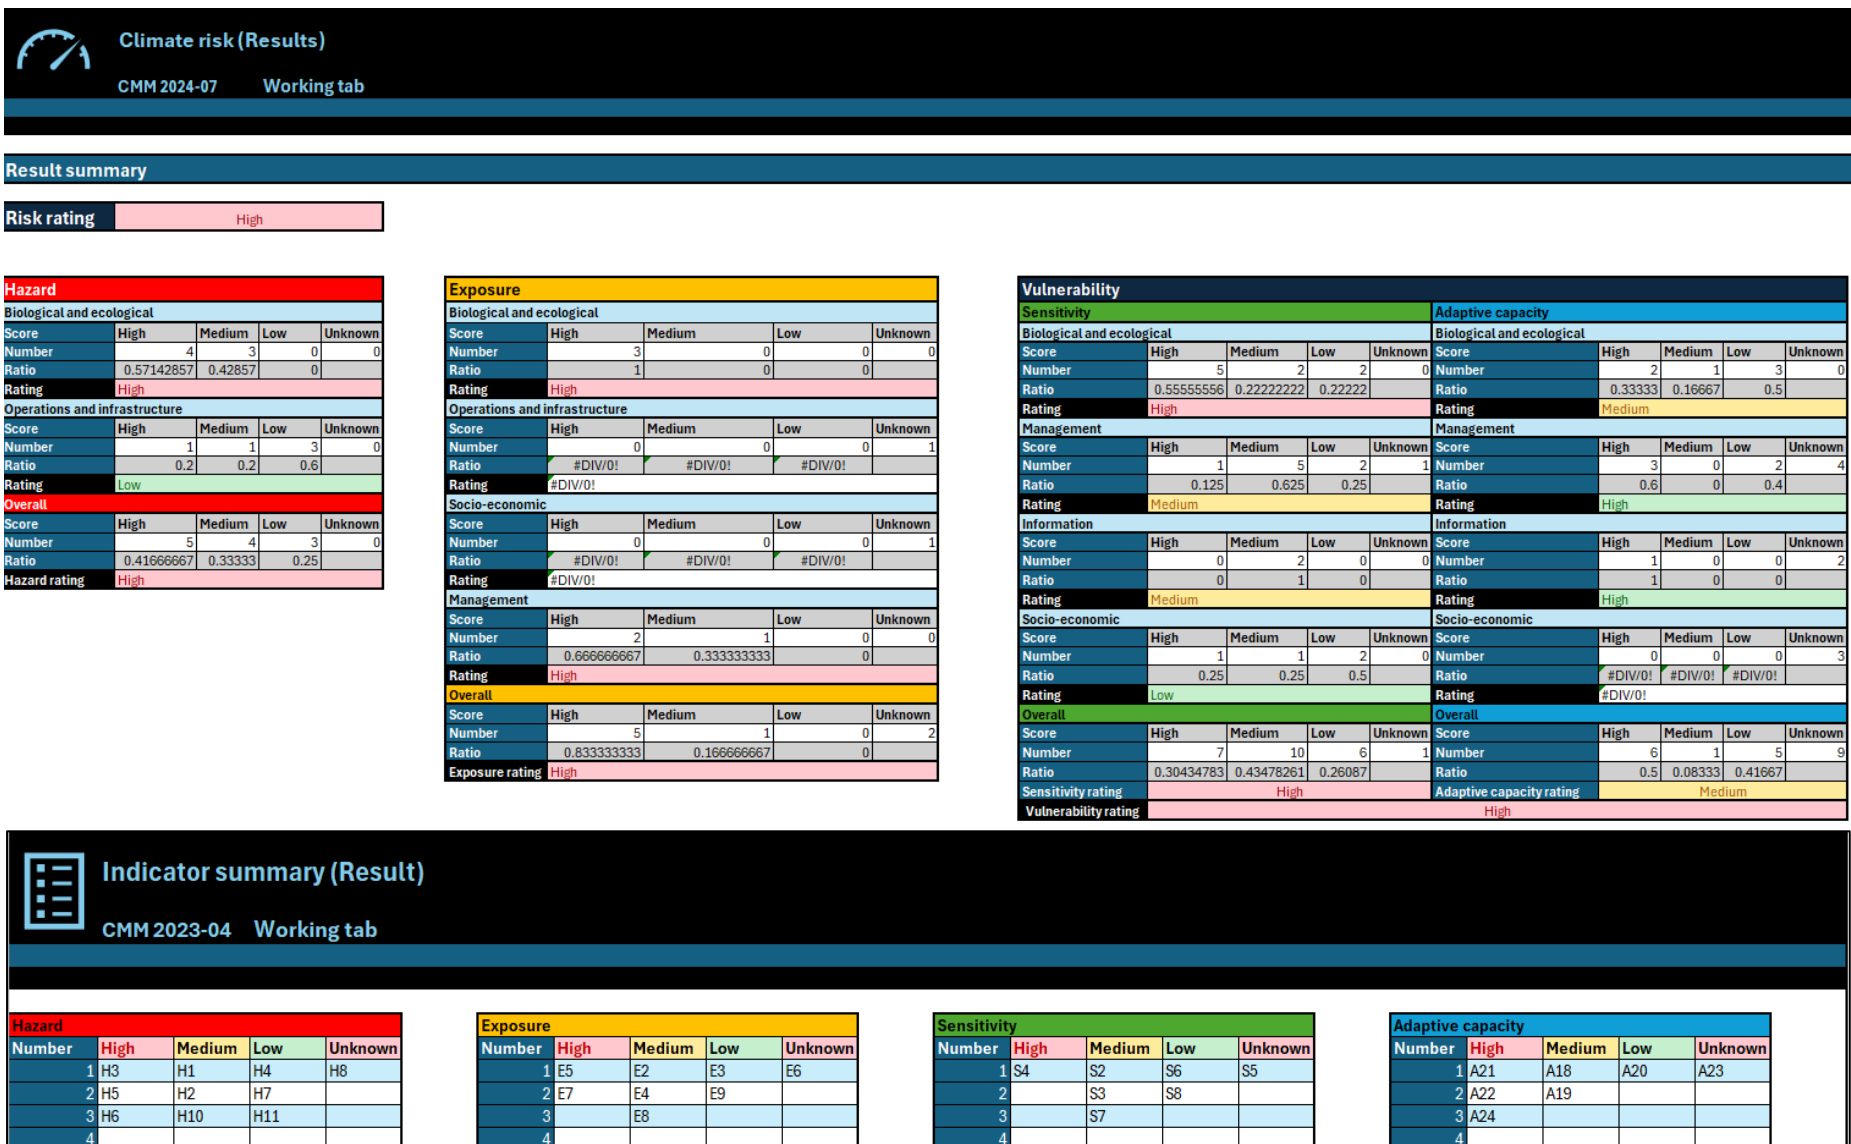 Climate risk (Results)
CMM 2024-07 Working tab
Result summary
Risk rating High
Hazard
Biological and ecological
Score High Medium Low Unknown
Number 4 3 0 0
Ratio 0.57142857 0.42857 0
Rating High
Operations and infrastructure
Score High Medium Low Unknown
Number 1 1 3 0
Ratio 0.2 0.2 0.6
Rating Low
Overall
Score High Medium Low Unknown
Number 5 4 3 0
Ratio 0.41666667 0.33333 0.25
Hazard rating High
Exposure
Biological and ecological
Score High Medium Low Unknown
Number 3 0 0 0
Ratio 1 0 0
Rating High
Operations and infrastructure
Score High Medium Low Unknown
Number 0 0 0 1
Ratio #DIV/0! #DIV/0! #DIV/0!
Rating #DIV/0!
Socio-economic
Score High Medium Low Unknown
Number 0 0 0 1
Ratio #DIV/0! #DIV/0! #DIV/0!
Rating #DIV/0!
Management
Score High Medium Low Unknown
Number 2 1 0 0
Ratio 0.666666667 0.333333333 0
Rating High
Overall
Score High Medium Low Unknown
Number 5 1 0 2
Ratio 0.833333333 0.166666667 0
Exposure rating High
Vulnerability
Sensitivity Adaptive capacity
Biological and ecological Biological and ecological
Score High Medium Low Unknown Score High Medium Low Unknown
Number 5 2 2 0 Number 2 1 3 0
Ratio 0.55555556 0.22222222 0.22222 Ratio 0.33333 0.16667 0.5
Rating High Rating Medium
Management Management
Score High Medium Low Unknown Score High Medium Low Unknown
Number 1 5 2 1 Number 3 0 2 4
Ratio 0.125 0.625 0.25 Ratio 0.6 0 0.4
Rating Medium Rating High
Information Information
Score High Medium Low Unknown Score High Medium Low Unknown
Number 0 2 0 0 Number 1 0 0 2
Ratio 0 1 0 Ratio 1 0 0
Rating Medium Rating High
Socio-economic Socio-economic
Score High Medium Low Unknown Score High Medium Low Unknown
Number 1 1 2 0 Number 0 0 0 3
Ratio 0.25 0.25 0.5 Ratio #DIV/0! #DIV/0! #DIV/0!
Rating Low Rating #DIV/0!
Overall Overall
Score High Medium Low Unknown Score High Medium Low Unknown
Number 7 10 6 1 Number 6 1 5 9
Ratio 0.30434783 0.43478261 0.26087 Ratio 0.5 0.08333 0.41667
Sensitivity rating High Adaptive capacity rating Medium
Vulnerability rating High
Indicator summary (Result)
CMM 2023-04 Working tab
Hazard
Number High Medium Low Unknown
1 H3 H1 H4 H8
2 H5 H2 H7
3 H6 H10 H11
4
Exposure
Number High Medium Low Unknown
1 E5 E2 E3 E6
2 E7 E4 E9
3 E8
4
Sensitivity
Number High Medium Low Unknown
1 S4 S2 S6 S5
2 S3 S8
3 S7
4
Adaptive capacity
Number High Medium Low Unknown
1 A21 A18 A20 A23
2 A22 A19
3 A24
4